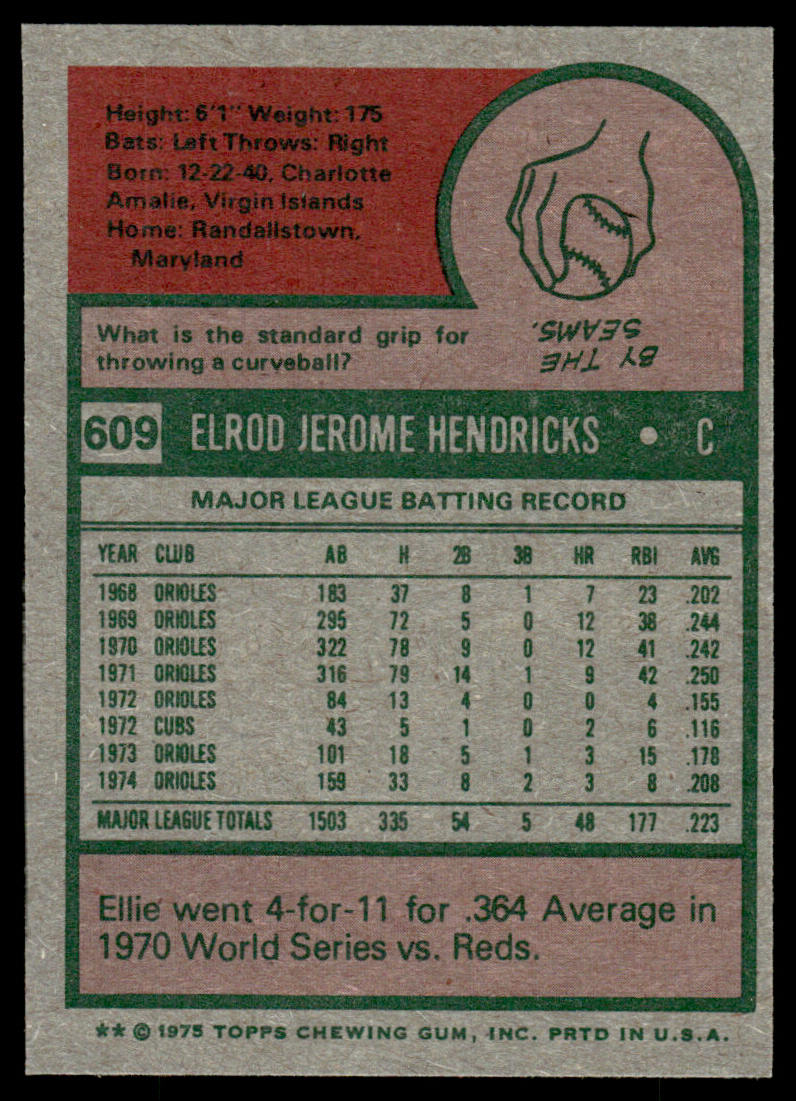 Height: 6'1" Weight: 175
Bats: Left Throws: Right
Born: 12-22-40, Charlotte
Amalie, Virgin Islands
Home: Randallstown,
Maryland
What is the standard grip for
throwing a curveball?
BY THE
SEAMS.
609 ELROD JEROME HENDRICKS • C
MAJOR LEAGUE BATTING RECORD
YEAR CLUB AB H 2B 3B HR RBI AVG
1968 ORIOLES 183 37 8 1 7 23 .202
1969 ORIOLES 295 72 5 0 12 38 .244
1970 ORIOLES 322 78 9 0 12 41 .242
1971 ORIOLES 316 79 14 1 9 42 .250
1972 ORIOLES 84 13 4 0 0 4 .155
1972 CUBS 43 5 1 0 2 6 .116
1973 ORIOLES 101 18 5 1 3 15 .178
1974 ORIOLES 159 33 8 2 3 8 .208
MAJOR LEAGUE TOTALS 1503 335 54 5 48 177 .223
Ellie went 4-for-11 for .364 Average in
1970 World Series vs. Reds.
** © 1975 TOPPS CHEWING GUM, INC. PRTD IN U.S.A.